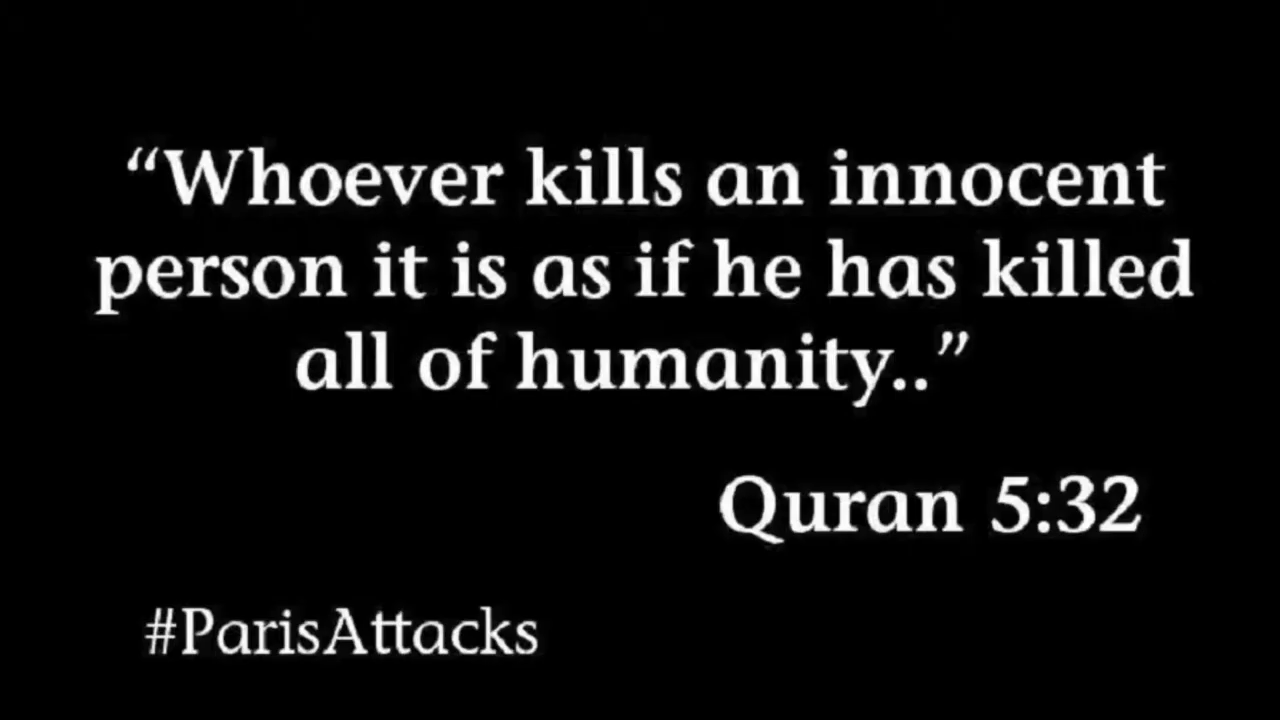 “Whoever kills an innocent
person it is as if he has killed
all of humanity..”
Quran 5:32
#ParisAttacks